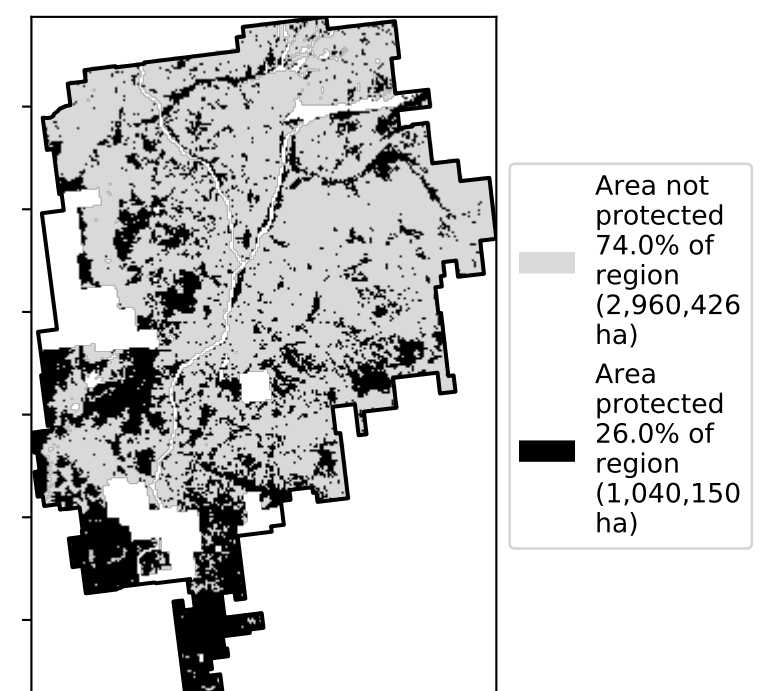 Area not
protected
74.0% of
region
(2,960,426
ha)
Area
protected
26.0% of
region
(1,040,150
ha)